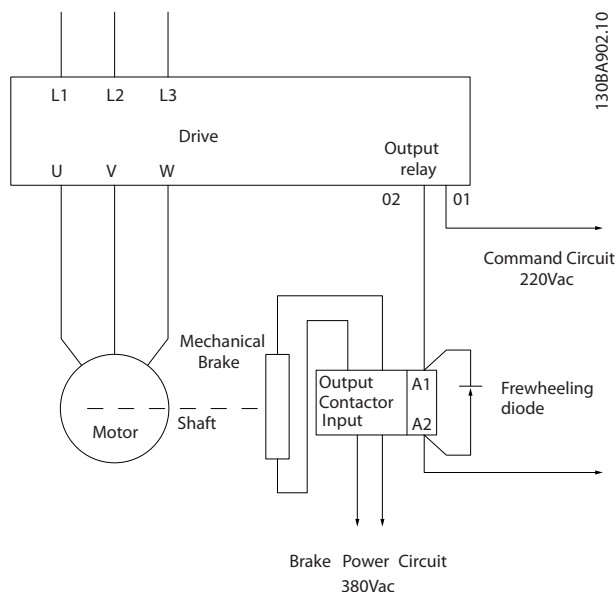 130BA902.10
L1 L2 L3
Drive
U V W
Output
relay
02 01
Command Circuit
220Vac
Mechanical
Brake
Output
Contactor
Input
A1
A2
Frewheeling
diode
Shaft
Motor
Brake Power Circuit
380Vac